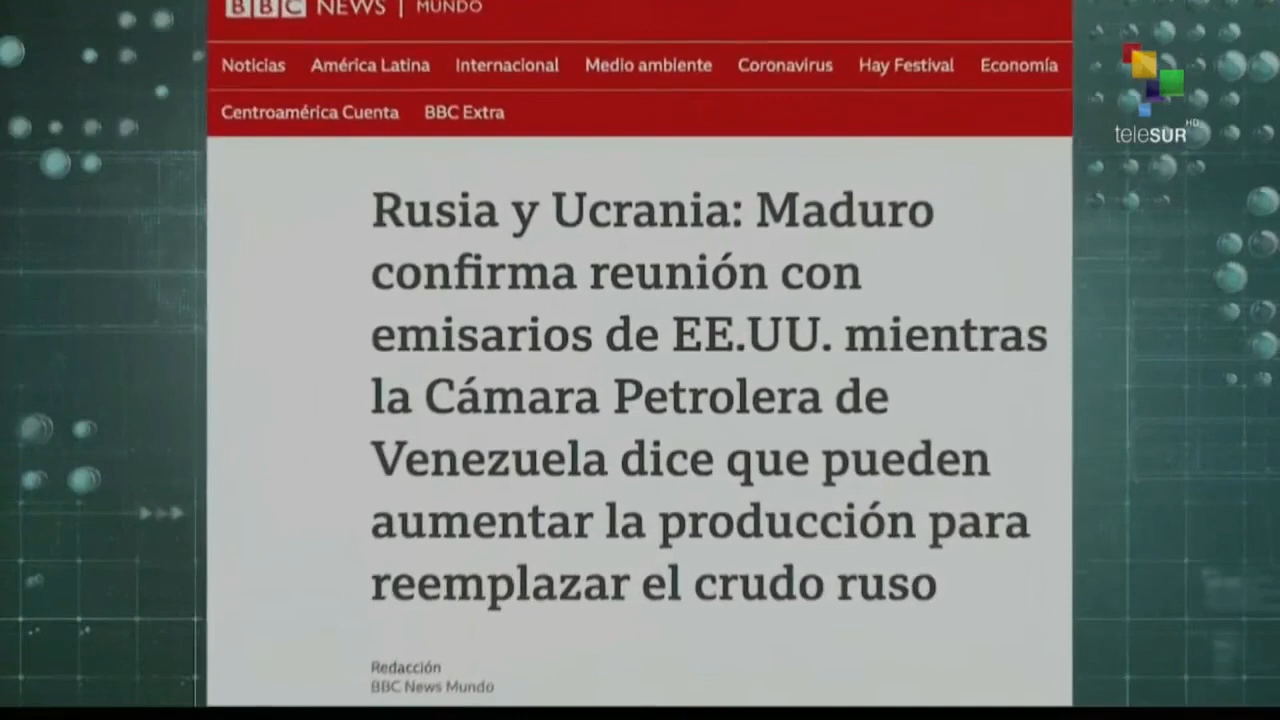 BBC NEWS | MUNDO
Noticias América Latina Internacional Medio ambiente Coronavirus Hay Festival Economía
Centroamérica Cuenta BBC Extra
teleSUR HD
Rusia y Ucrania: Maduro
confirma reunión con
emisarios de EE.UU. mientras
la Cámara Petrolera de
Venezuela dice que pueden
aumentar la producción para
reemplazar el crudo ruso
Redacción
BBC News Mundo